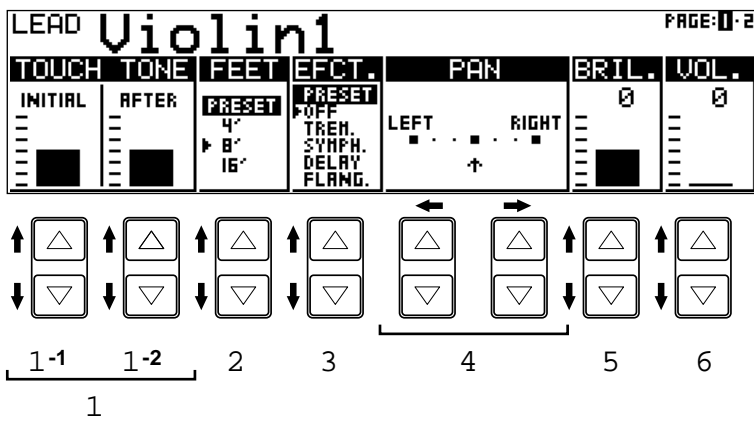 LEAD Violin1 PAGE:1·2
TOUCH TONE FEET EFCT. PAN BRIL. VOL.
INITIAL AFTER PRESET PRESET 0 0
4′ OFF
8′ TREM. LEFT RIGHT
16′ SYMPH.
DELAY
FLANG.
1-1 1-2 2 3 4 5 6
1